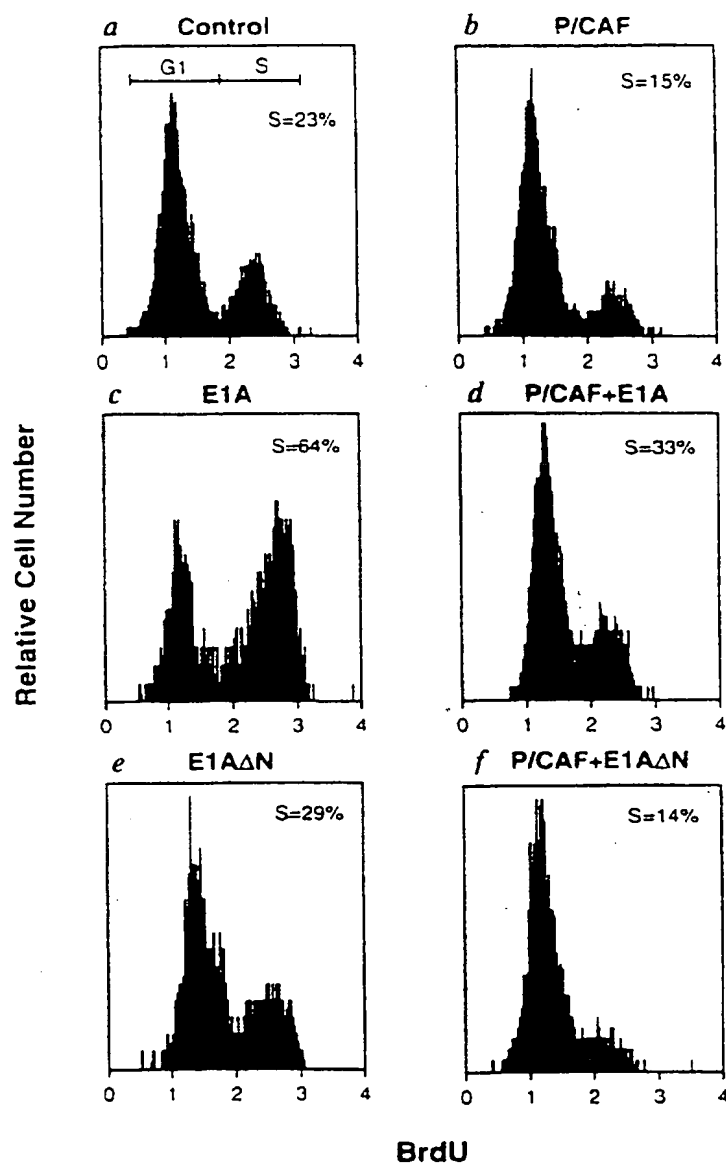 a Control
G1 S
S=23%
0 1 2 3 4
b P/CAF
S=15%
0 1 2 3 4
c E1A
S=64%
0 1 2 3 4
d P/CAF+E1A
S=33%
0 1 2 3 4
e E1AΔN
S=29%
0 1 2 3 4
f P/CAF+E1AΔN
S=14%
0 1 2 3 4
Relative Cell Number
BrdU